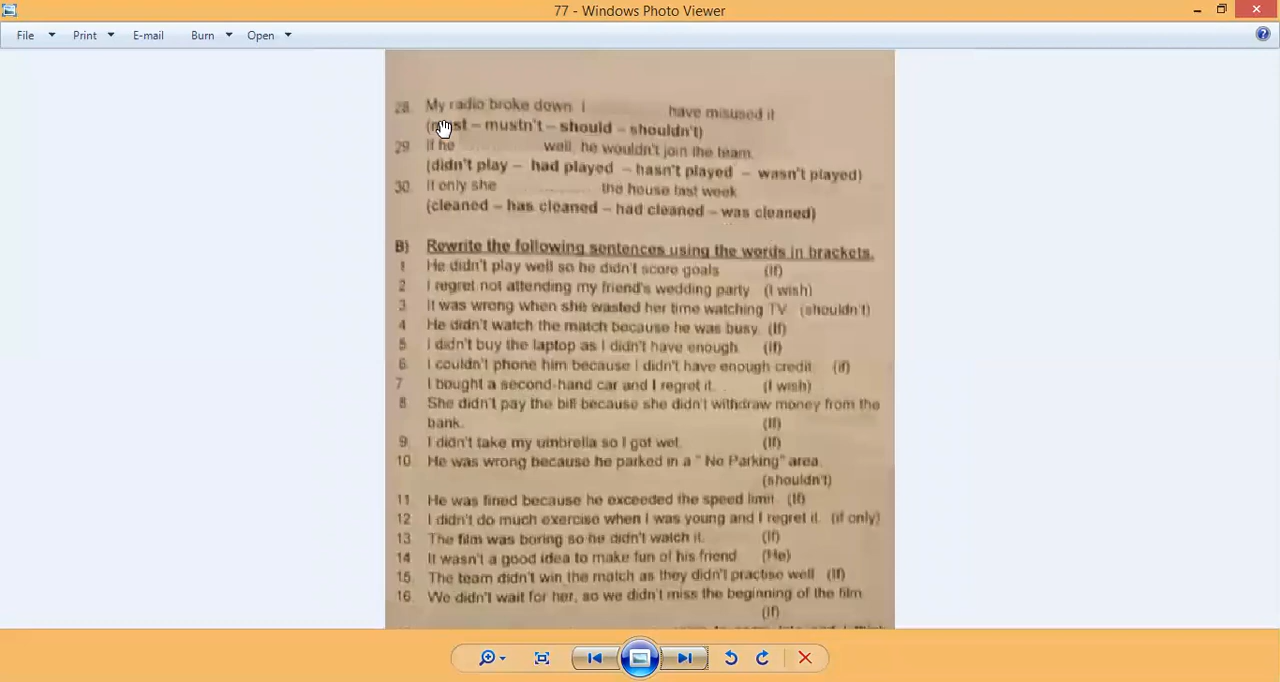 77 - Windows Photo Viewer
File Print E-mail Burn Open
28. My radio broke down. I ............ have misused it.
(must – mustn't – should – shouldn't)
29. If he ............ well, he wouldn't join the team.
(didn't play – had played – hasn't played – wasn't played)
30. If only she ............ the house last week.
(cleaned – has cleaned – had cleaned – was cleaned)
B) Rewrite the following sentences using the words in brackets.
1 He didn't play well so he didn't score goals (If)
2 I regret not attending my friend's wedding party (I wish)
3 It was wrong when she wasted her time watching TV. (shouldn't)
4 He didn't watch the match because he was busy. (If)
5. I didn't buy the laptop as I didn't have enough. (If)
6. I couldn't phone him because I didn't have enough credit. (if)
7 I bought a second-hand car and I regret it. (I wish)
8. She didn't pay the bill because she didn't withdraw money from the
bank. (If)
9. I didn't take my umbrella so I got wet. (If)
10. He was wrong because he parked in a " No Parking" area.
(shouldn't)
11. He was fined because he exceeded the speed limit. (If)
12 I didn't do much exercise when I was young and I regret it. (if only)
13. The film was boring so he didn't watch it. (If)
14 It wasn't a good idea to make fun of his friend (He)
15. The team didn't win the match as they didn't practise well (If)
16. We didn't wait for her, so we didn't miss the beginning of the film.
(If)